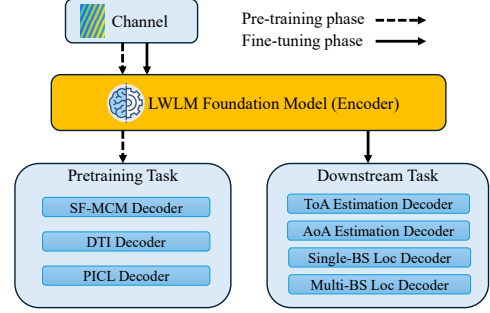 Channel
Pre-training phase
Fine-tuning phase
LWLM Foundation Model (Encoder)
Pretraining Task
SF-MCM Decoder
DTI Decoder
PICL Decoder
Downstream Task
ToA Estimation Decoder
AoA Estimation Decoder
Single-BS Loc Decoder
Multi-BS Loc Decoder